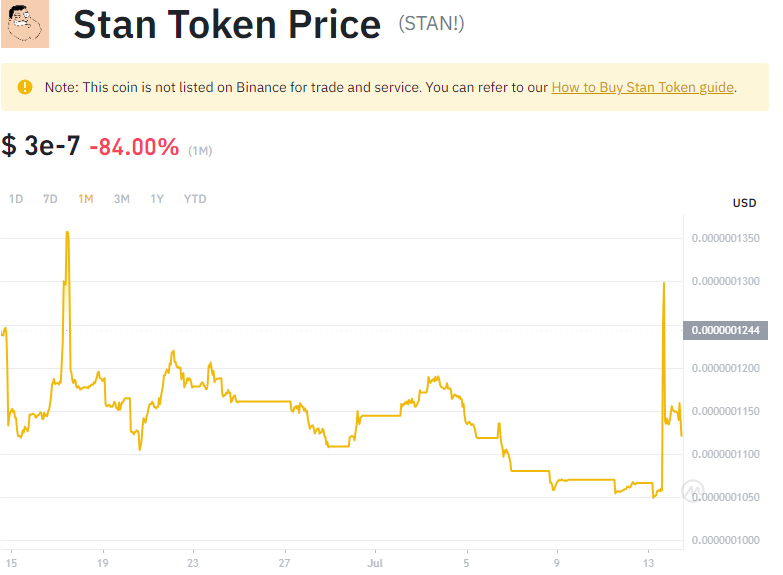 Stan Token Price (STAN!)
Note: This coin is not listed on Binance for trade and service. You can refer to our How to Buy Stan Token guide.
$ 3e-7 -84.00% (1M)
1D 7D 1M 3M 1Y YTD
USD
0.0000001350
0.0000001300
0.0000001244
0.0000001200
0.0000001150
0.0000001100
0.0000001050
0.0000001000
15 19 23 27 Jul 5 9 13